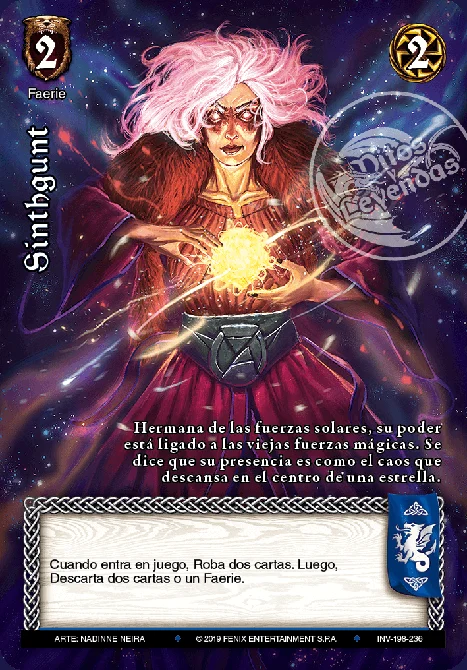 2
2
Faerie
Sinthgunt
Mitos y
Leyendas
Hermana de las fuerzas solares, su poder
está ligado a las viejas fuerzas mágicas. Se
dice que su presencia es como el caos que
descansa en el centro de una estrella.
Cuando entra en juego, Roba dos cartas. Luego,
Descarta dos cartas o un Faerie.
ARTE: NADINNE NEIRA © 2019 FENIX ENTERTAINMENT S.P.A. INV-198-236